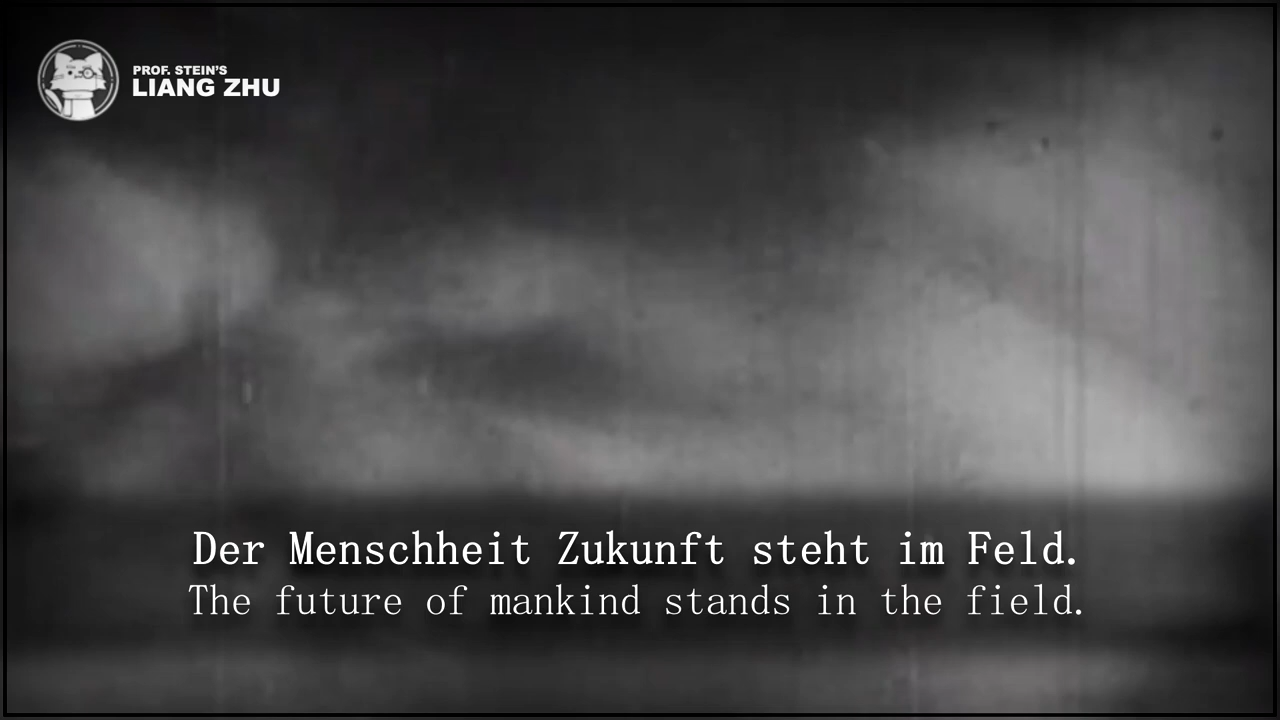 PROF. STEIN'S
LIANG ZHU
Der Menschheit Zukunft steht im Feld.
The future of mankind stands in the field.